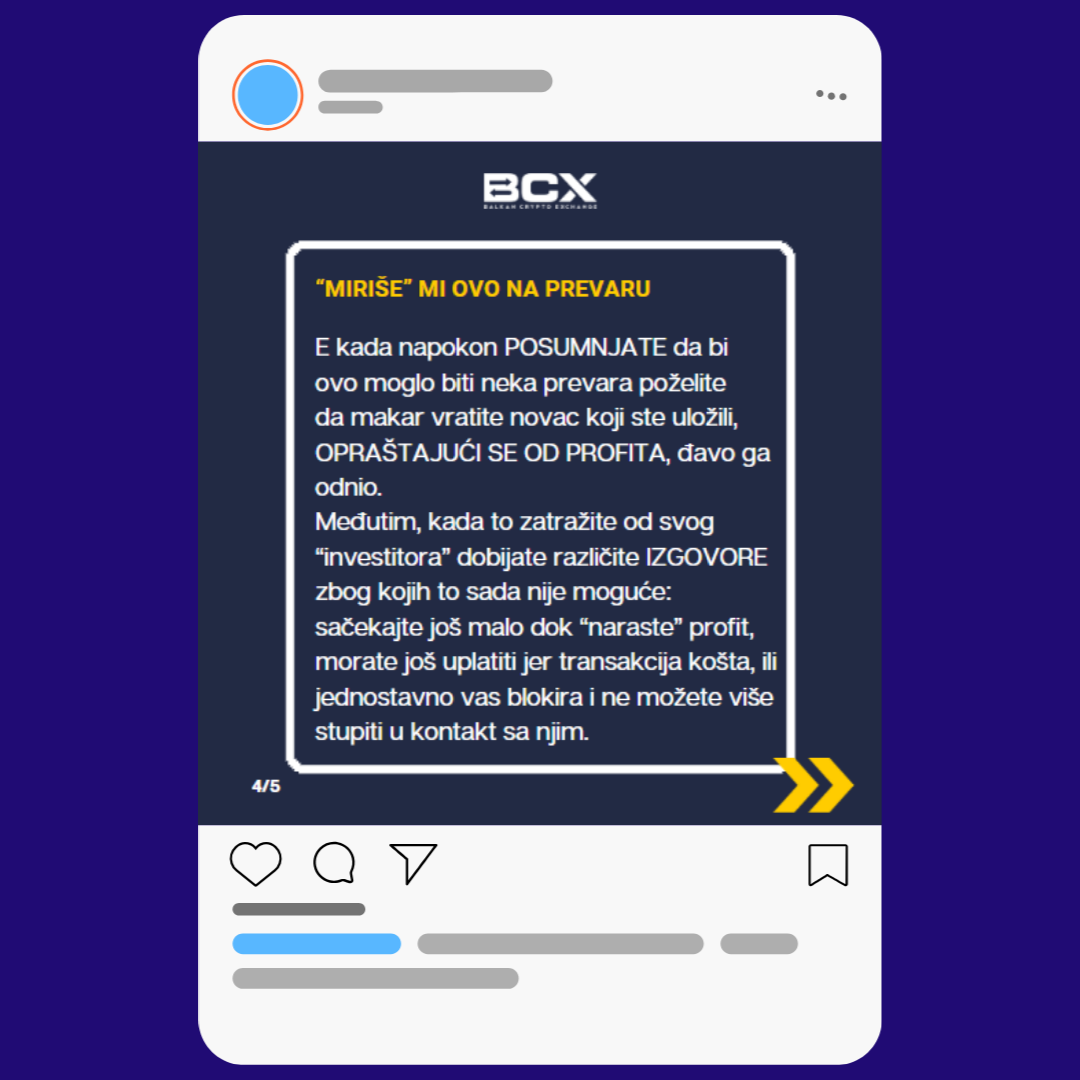 BCX
BALKAN CRYPTO EXCHANGE
“MIRIŠE” MI OVO NA PREVARU
E kada napokon POSUMNJATE da bi
ovo moglo biti neka prevara poželite
da makar vratite novac koji ste uložili,
OPRAŠTAJUĆI SE OD PROFITA, đavo ga
odnio.
Međutim, kada to zatražite od svog
“investitora” dobijate različite IZGOVORE
zbog kojih to sada nije moguće:
sačekajte još malo dok “naraste” profit,
morate još uplatiti jer transakcija košta, ili
jednostavno vas blokira i ne možete više
stupiti u kontakt sa njim.
4/5